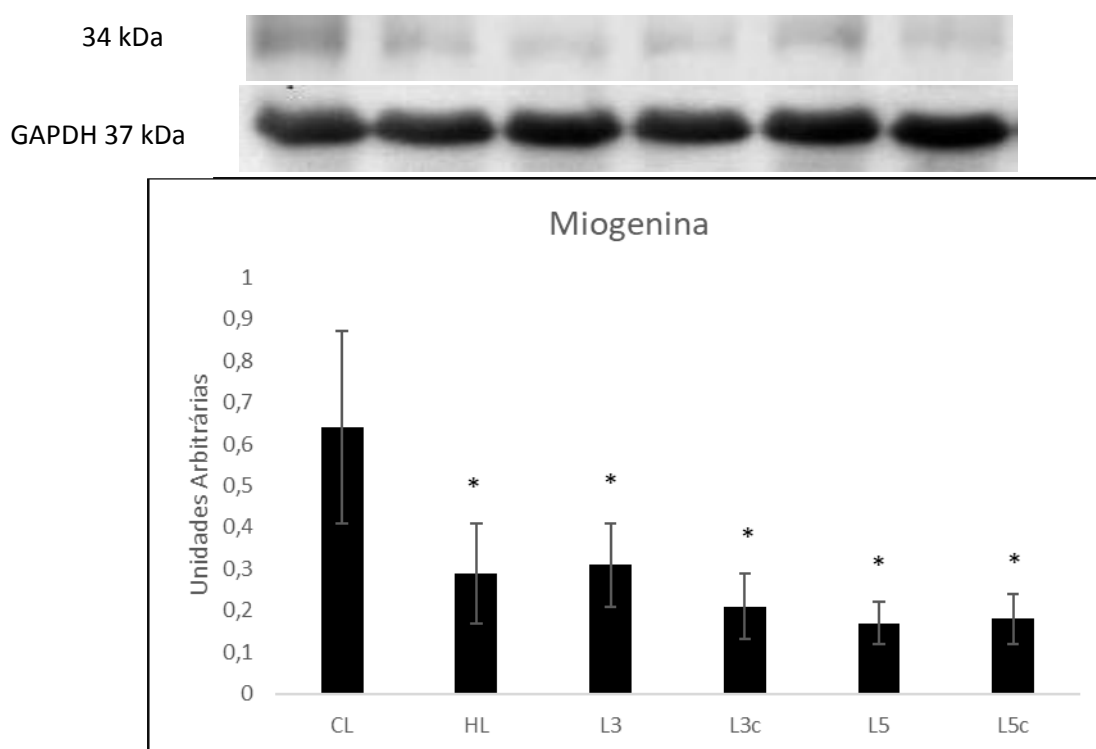 34 kDa
GAPDH 37 kDa
Miogenina
Unidades Arbitrárias
1
0,9
0,8
0,7
0,6
0,5
0,4
0,3
0,2
0,1
0
* * * * *
CL HL L3 L3c L5 L5c